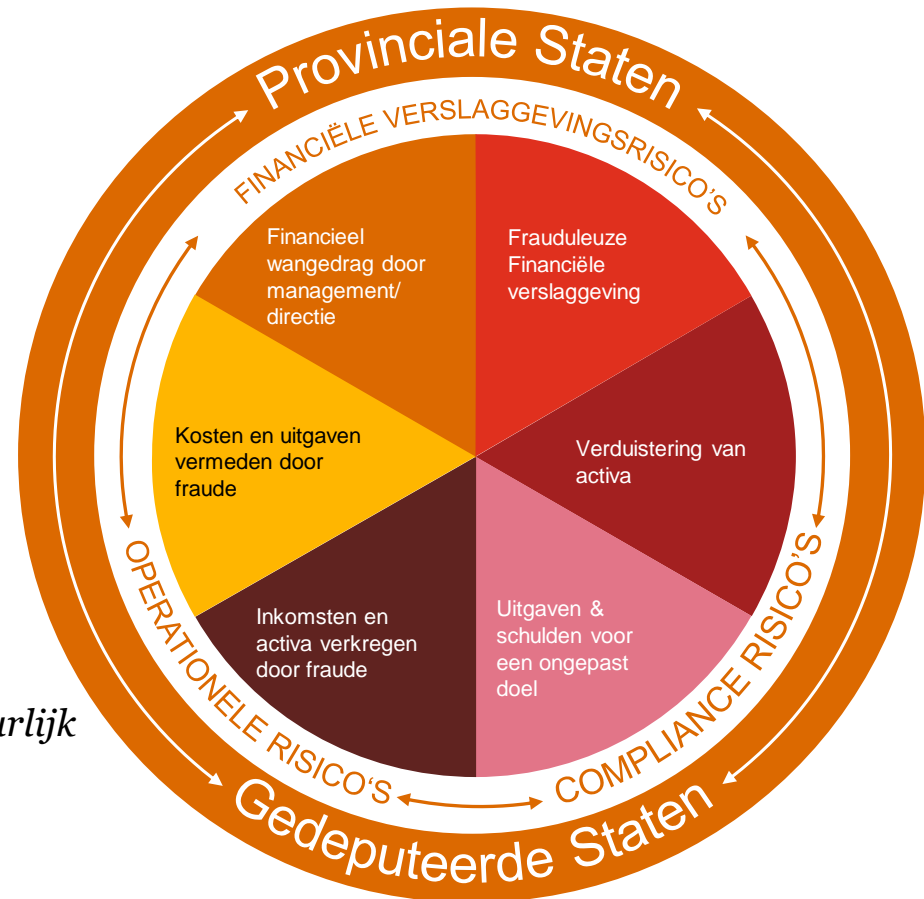 Provinciale Staten
FINANCIËLE VERSLAGGEVINGSRISICO'S
Financieel
wangedrag door
management/
directie
Frauduleuze
Financiële
verslaggeving
Kosten en uitgaven
vermeden door
fraude
Verduistering van
activa
Inkomsten en
activa verkregen
door fraude
Uitgaven &
schulden voor
een ongepast
doel
OPERATIONELE RISICO'S
COMPLIANCE RISICO'S
urlijk
Gedeputeerde Staten